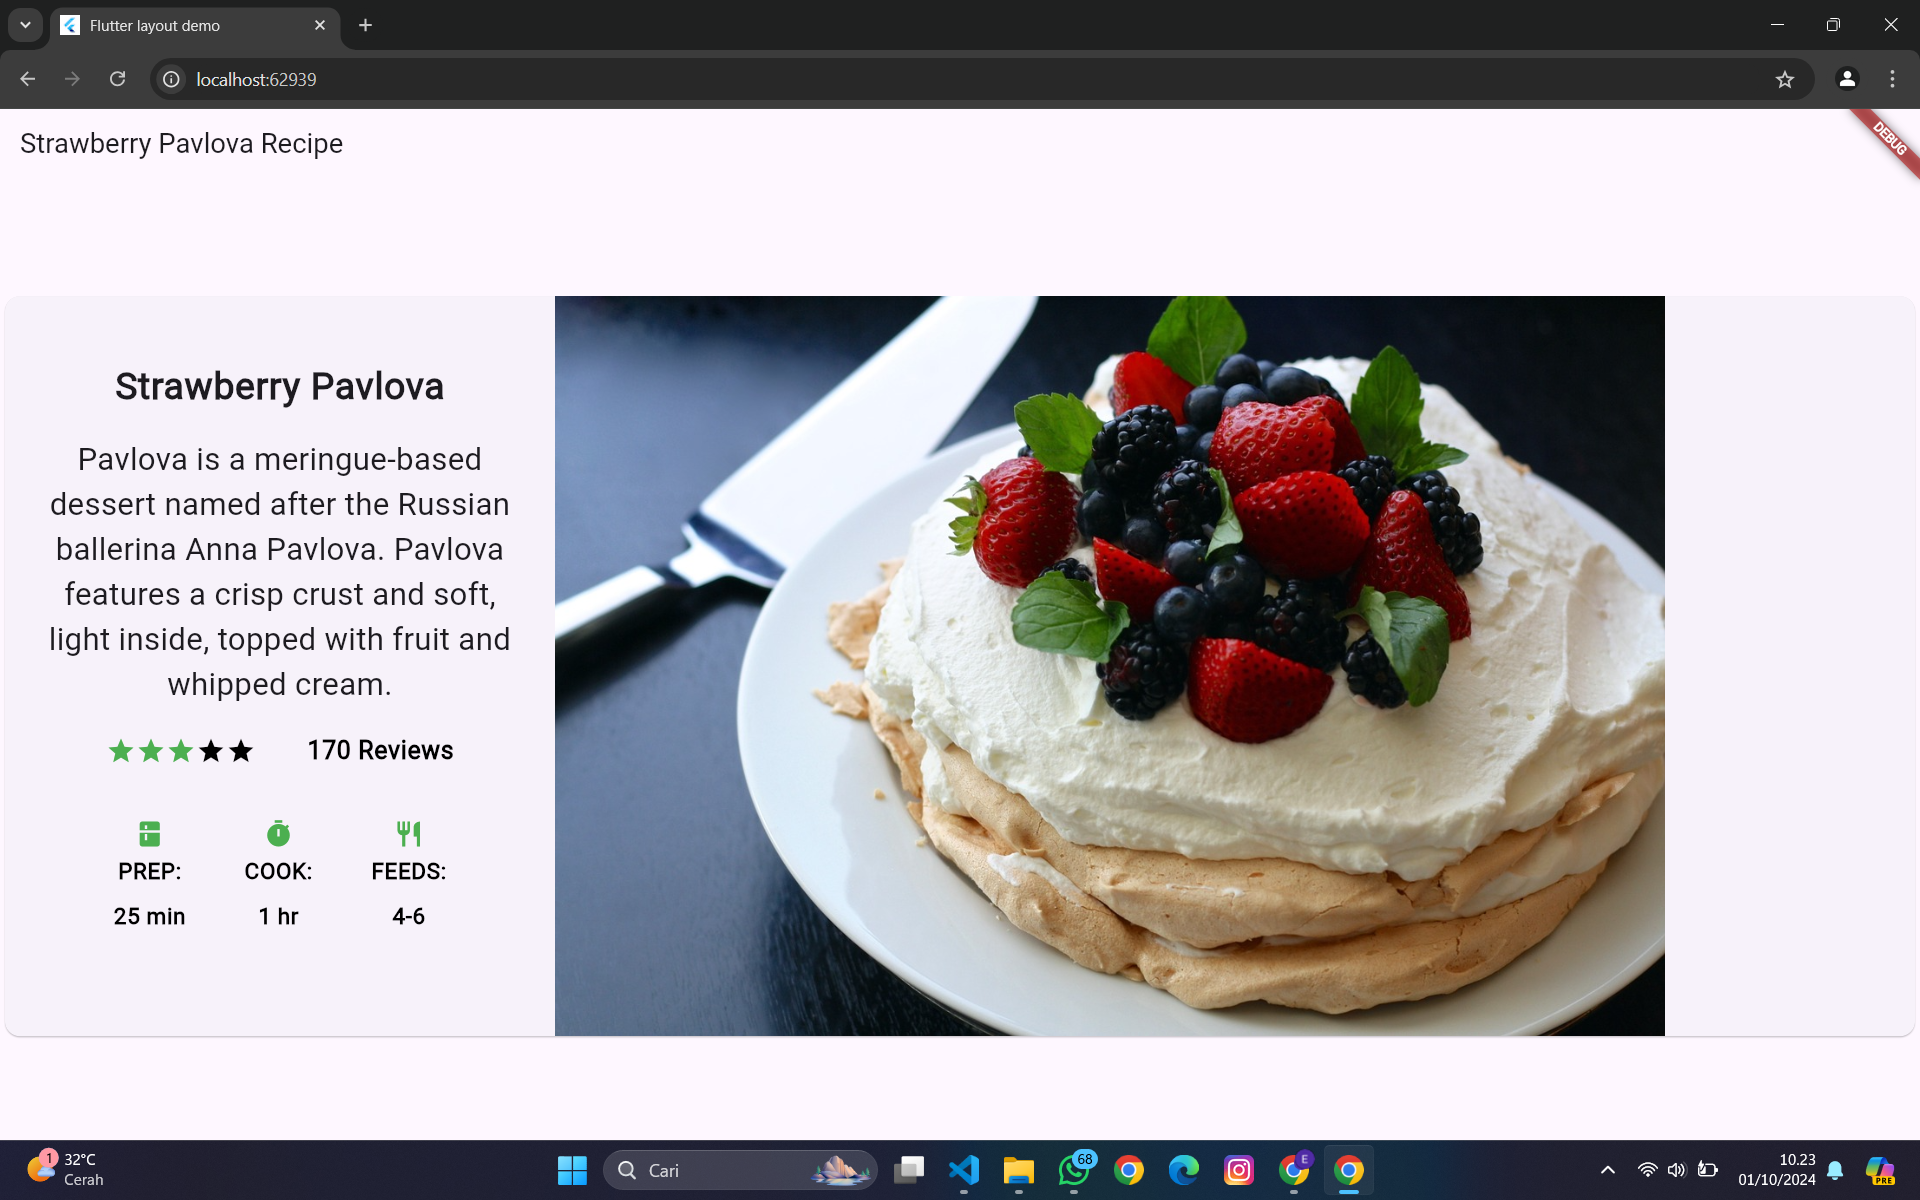 Flutter layout demo
localhost:62939
Strawberry Pavlova Recipe
DEBUG
Strawberry Pavlova
Pavlova is a meringue-based
dessert named after the Russian
ballerina Anna Pavlova. Pavlova
features a crisp crust and soft,
light inside, topped with fruit and
whipped cream.
170 Reviews
PREP:
25 min
COOK:
1 hr
FEEDS:
4-6
1
32°C
Cerah
Cari
68
E
10.23
01/10/2024
PRE